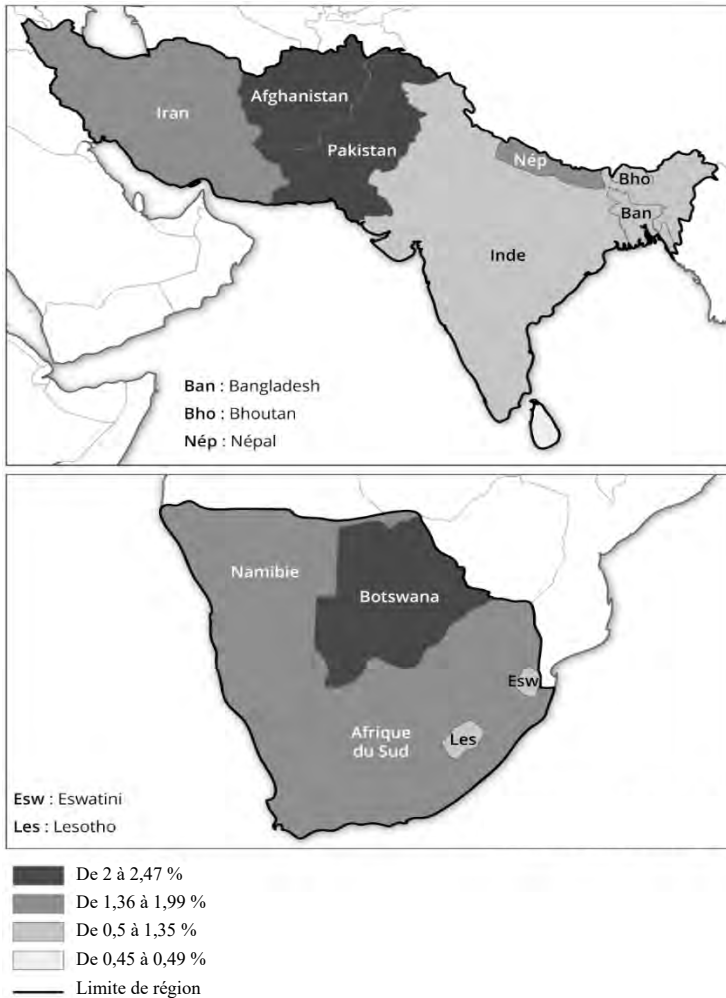 Iran
Afghanistan
Pakistan
Nép
Bho
Ban
Inde
Ban : Bangladesh
Bho : Bhoutan
Nép : Népal
Namibie
Botswana
Esw
Afrique
du Sud
Les
Esw : Eswatini
Les : Lesotho
De 2 à 2,47 %
De 1,36 à 1,99 %
De 0,5 à 1,35 %
De 0,45 à 0,49 %
Limite de région